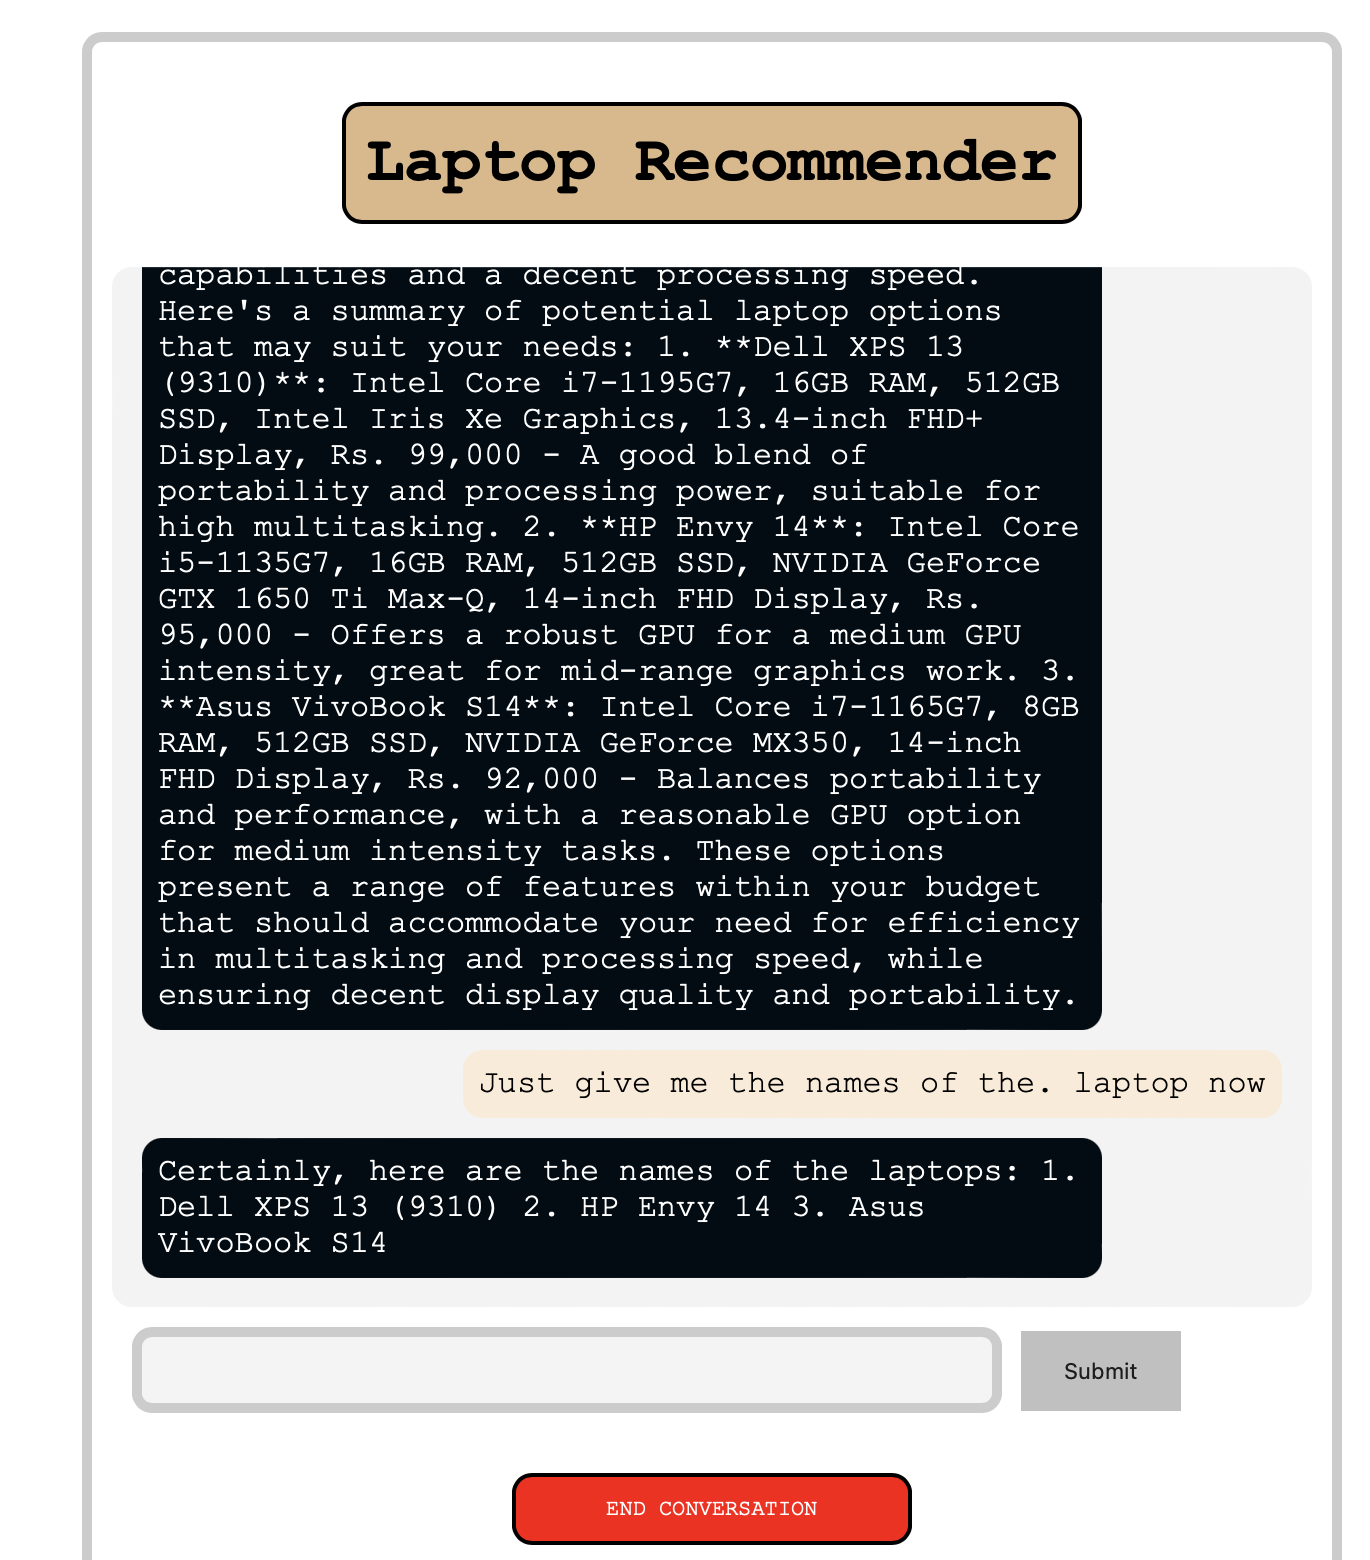 Laptop Recommender
capabilities and a decent processing speed.
Here's a summary of potential laptop options
that may suit your needs: 1. **Dell XPS 13
(9310)**: Intel Core i7-1195G7, 16GB RAM, 512GB
SSD, Intel Iris Xe Graphics, 13.4-inch FHD+
Display, Rs. 99,000 - A good blend of
portability and processing power, suitable for
high multitasking. 2. **HP Envy 14**: Intel Core
i5-1135G7, 16GB RAM, 512GB SSD, NVIDIA GeForce
GTX 1650 Ti Max-Q, 14-inch FHD Display, Rs.
95,000 - Offers a robust GPU for a medium GPU
intensity, great for mid-range graphics work. 3.
**Asus VivoBook S14**: Intel Core i7-1165G7, 8GB
RAM, 512GB SSD, NVIDIA GeForce MX350, 14-inch
FHD Display, Rs. 92,000 - Balances portability
and performance, with a reasonable GPU option
for medium intensity tasks. These options
present a range of features within your budget
that should accommodate your need for efficiency
in multitasking and processing speed, while
ensuring decent display quality and portability.
Just give me the names of the. laptop now
Certainly, here are the names of the laptops: 1.
Dell XPS 13 (9310) 2. HP Envy 14 3. Asus
VivoBook S14
Submit
END CONVERSATION